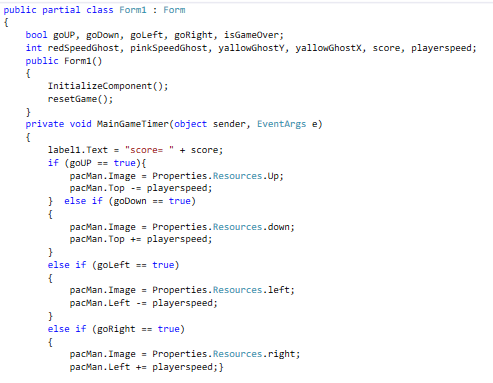 public partial class Form1 : Form
{
    bool goUP, goDown, goLeft, goRight, isGameOver;
    int redSpeedGhost, pinkSpeedGhost, yallowGhostY, yallowGhostX, score, playerspeed;
    public Form1()
    {
        InitializeComponent();
        resetGame();
    }
    private void MainGameTimer(object sender, EventArgs e)
    {
        label1.Text = "score= " + score;
        if (goUP == true){
            pacMan.Image = Properties.Resources.Up;
            pacMan.Top -= playerspeed;
        }  else if (goDown == true)
        {
            pacMan.Image = Properties.Resources.down;
            pacMan.Top += playerspeed;
        }
        else if (goLeft == true)
        {
            pacMan.Image = Properties.Resources.left;
            pacMan.Left -= playerspeed;
        }
        else if (goRight == true)
        {
            pacMan.Image = Properties.Resources.right;
            pacMan.Left += playerspeed;}